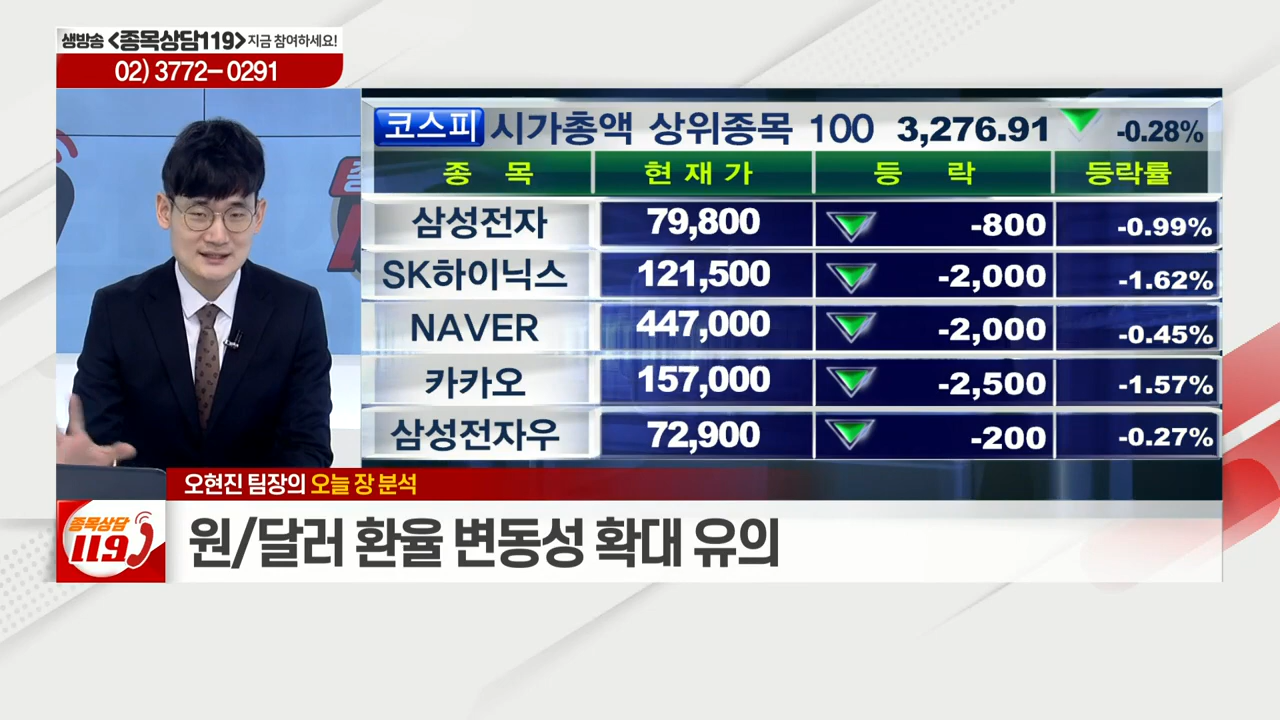 생방송 <종목상담119> 지금 참여하세요!
02) 3772-0291
코스피 시가총액 상위종목 100 3,276.91 -0.28%
종 목 현재가 등 락 등락률
삼성전자 79,800 -800 -0.99%
SK하이닉스 121,500 -2,000 -1.62%
NAVER 447,000 -2,000 -0.45%
카카오 157,000 -2,500 -1.57%
삼성전자우 72,900 -200 -0.27%
오현진 팀장의 오늘 장 분석
종목상담
119
원/달러 환율 변동성 확대 유의